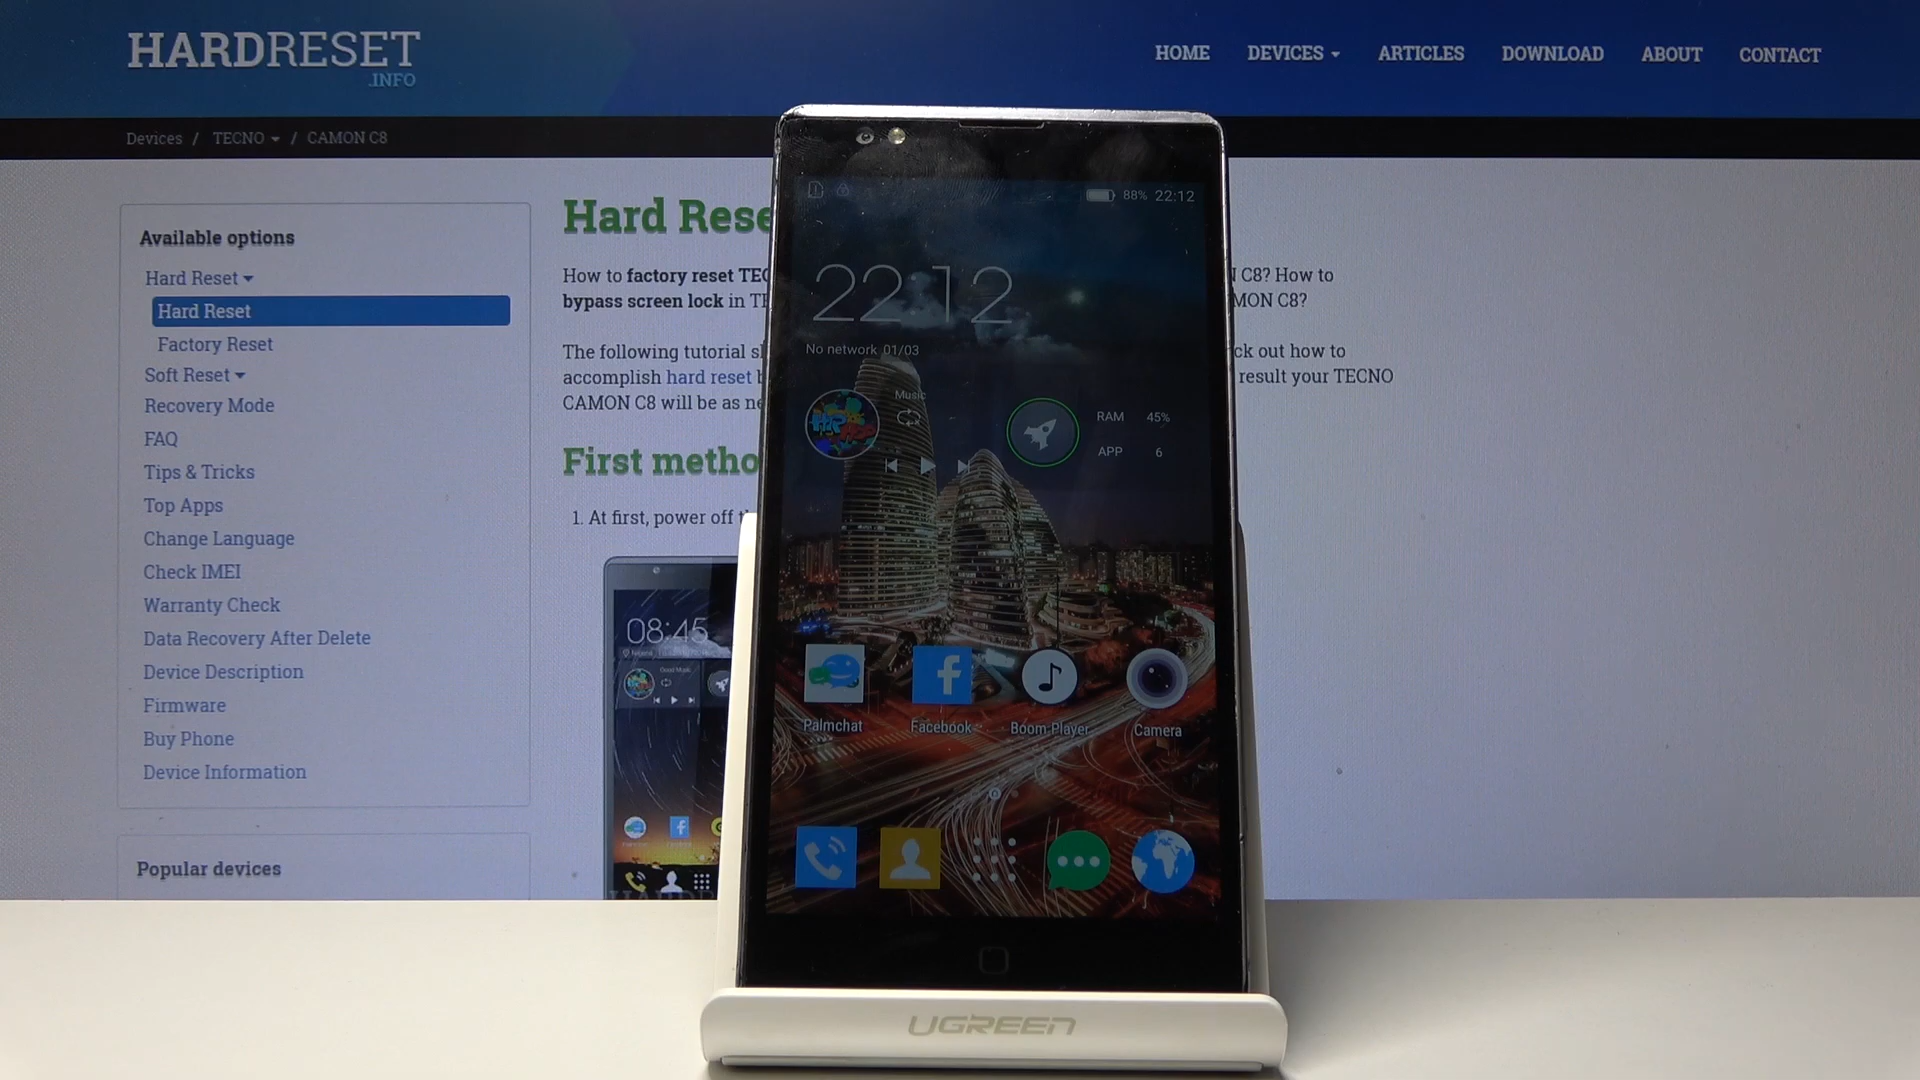 HARDRESET
.INFO
HOME DEVICES ARTICLES DOWNLOAD ABOUT CONTACT
Devices / TECNO / CAMON C8
Available options
Hard Reset
Hard Reset
Factory Reset
Soft Reset
Recovery Mode
FAQ
Tips & Tricks
Top Apps
Change Language
Check IMEI
Warranty Check
Data Recovery After Delete
Device Description
Firmware
Buy Phone
Device Information
Popular devices
Hard Rese
How to factory reset TEC
C8? How to
bypass screen lock in TE
MON C8?
The following tutorial s
ck out how to
accomplish hard reset
result your TECNO
CAMON C8 will be as ne
First metho
1. At first, power off t
08:45
88% 22:12
22:12
No network 01/03
Music
RAM 45%
APP 6
Palmchat Facebook Boom Player Camera
UGREEN